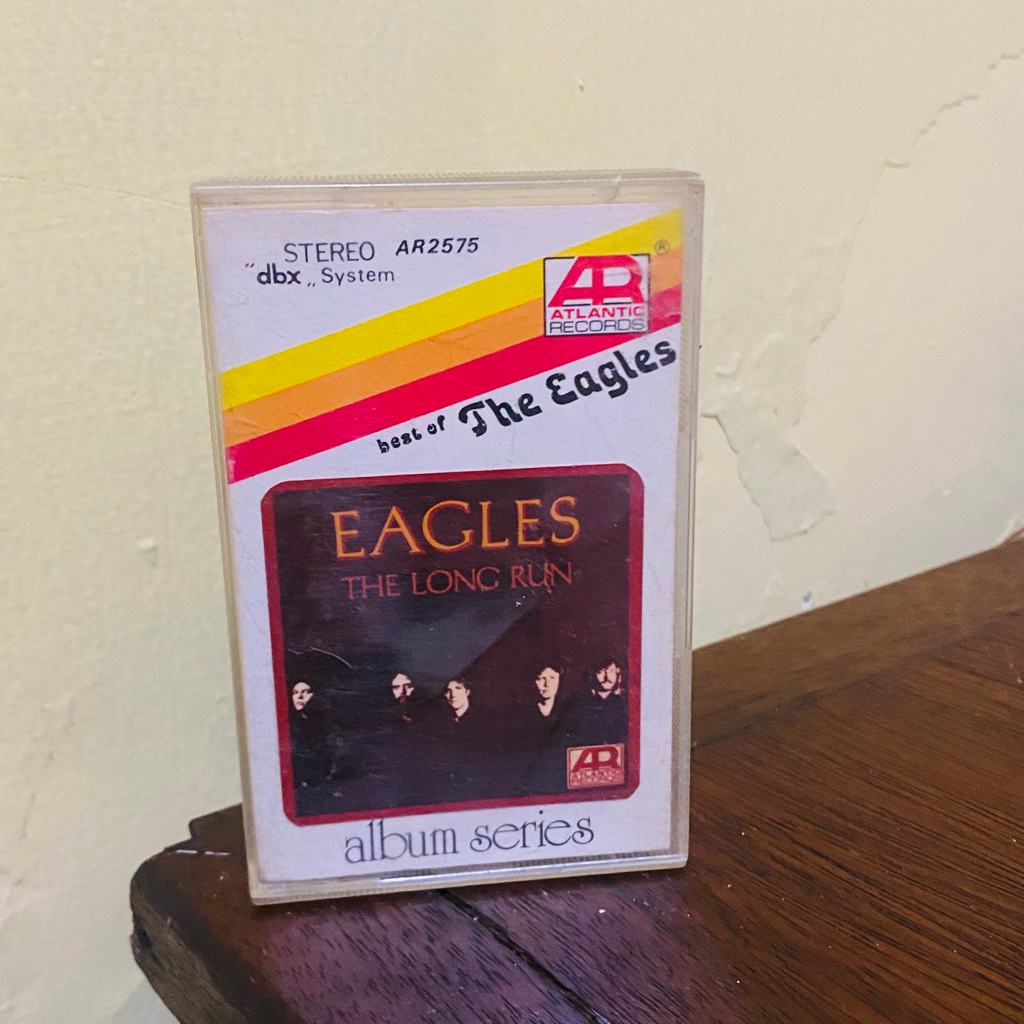 STEREO AR2575
"dbx„ System
AR®
ATLANTIC
RECORDS
best of The Eagles
EAGLES
THE LONG RUN
AR
ATLANTIC
RECORDS
album series